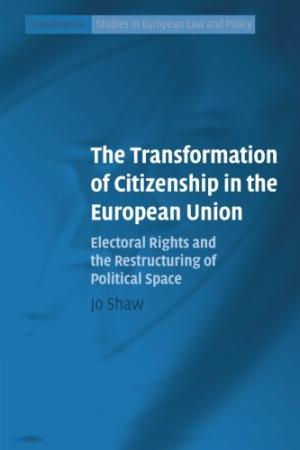 CAMBRIDGE Studies in European Law and Policy
The Transformation
of Citizenship in the
European Union
Electoral Rights and
the Restructuring of
Political Space
Jo Shaw